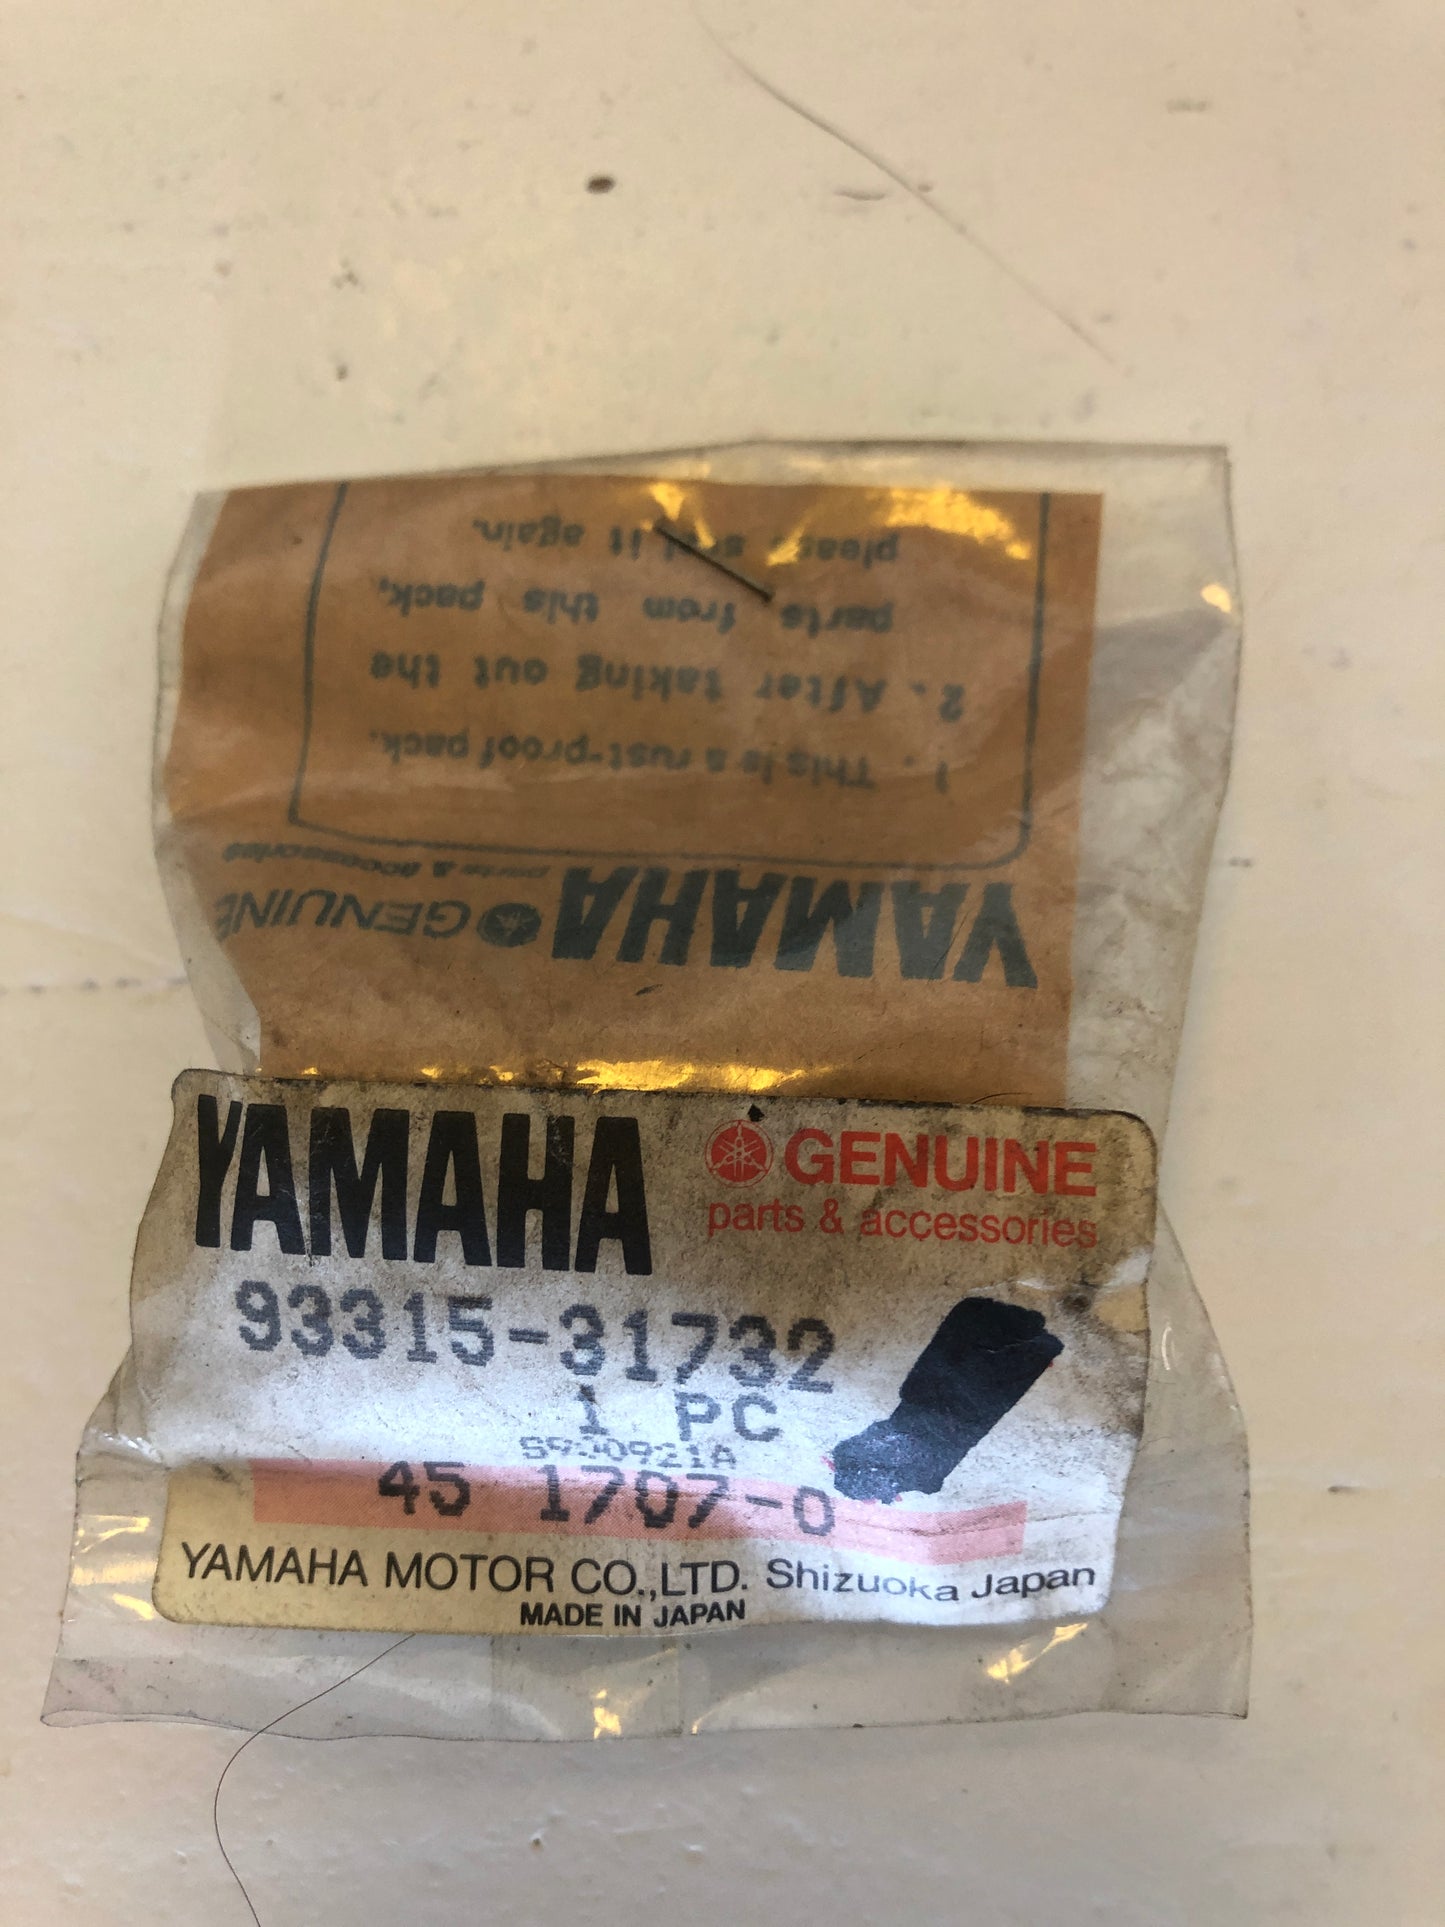 please seal it again.
parts from this pack,
2. After taking out the
1. This is a rust-proof pack.
YAMAHA GENUINE
parts & accessories
YAMAHA GENUINE
parts & accessories
93315-31732
1 PC
S930921A
45 1707-0
YAMAHA MOTOR CO.,LTD. Shizuoka Japan
MADE IN JAPAN